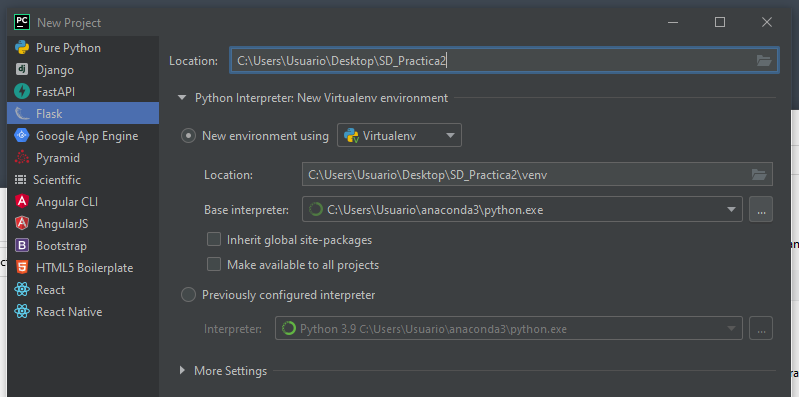 PC New Project
Pure Python
Django
FastAPI
Flask
Google App Engine
Pyramid
Scientific
Angular CLI
AngularJS
Bootstrap
HTML5 Boilerplate
React
React Native
Location: C:\Users\Usuario\Desktop\SD_Practica2
Python Interpreter: New Virtualenv environment
New environment using Virtualenv
Location: C:\Users\Usuario\Desktop\SD_Practica2\venv
Base interpreter: C:\Users\Usuario\anaconda3\python.exe ...
Inherit global site-packages
Make available to all projects
Previously configured interpreter
Interpreter: Python 3.9 C:\Users\Usuario\anaconda3\python.exe ...
More Settings